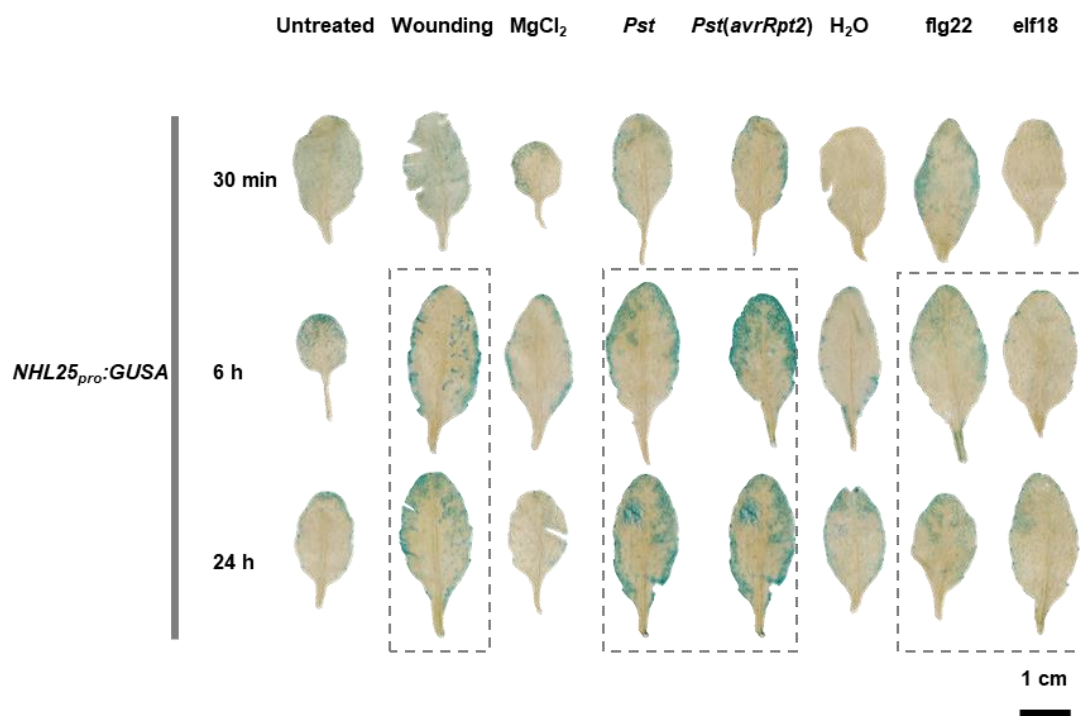 Untreated Wounding MgCl₂ Pst Pst(avrRpt2) H₂O flg22 elf18
30 min
NHL25pro:GUSA 6 h
24 h
1 cm